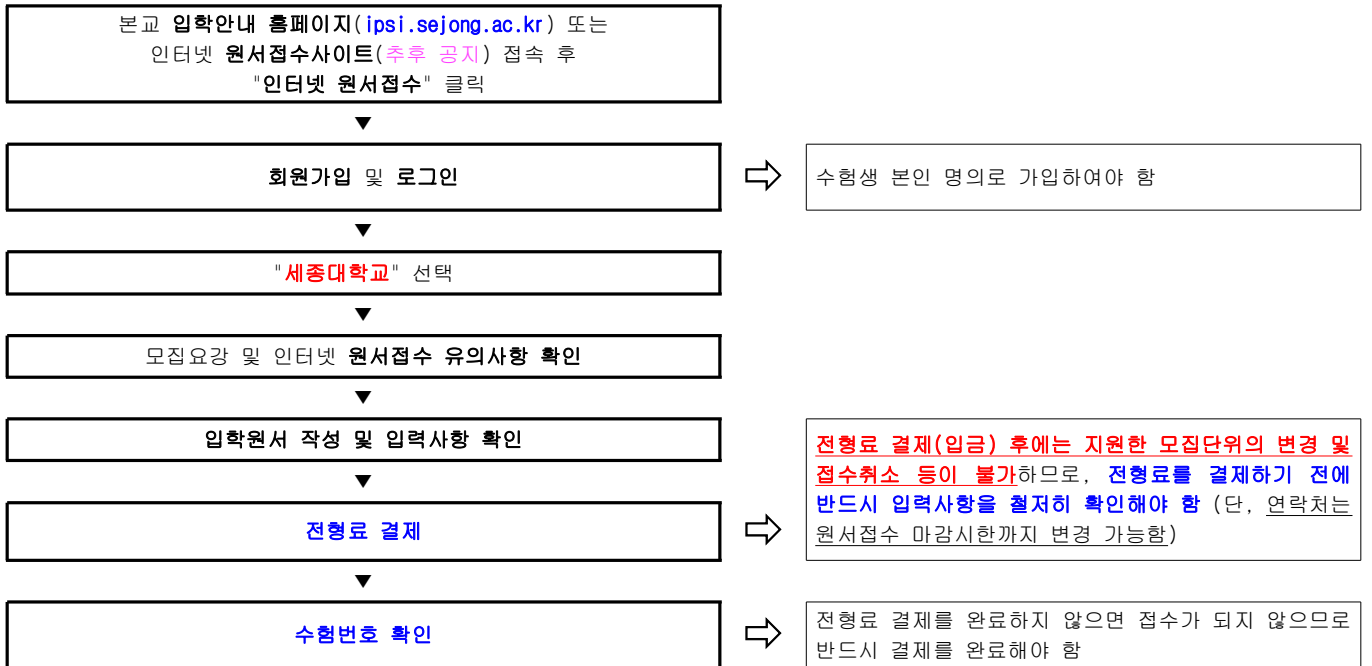 본교 입학안내 홈페이지(ipsi.sejong.ac.kr) 또는
인터넷 원서접수사이트(추후 공지) 접속 후
"인터넷 원서접수" 클릭
▼
회원가입 및 로그인
수험생 본인 명의로 가입하여야 함
▼
"세종대학교" 선택
▼
모집요강 및 인터넷 원서접수 유의사항 확인
▼
입학원서 작성 및 입력사항 확인
▼
전형료 결제
전형료 결제(입금) 후에는 지원한 모집단위의 변경 및
접수취소 등이 불가하므로, 전형료를 결제하기 전에
반드시 입력사항을 철저히 확인해야 함 (단, 연락처는
원서접수 마감시한까지 변경 가능함)
▼
수험번호 확인
전형료 결제를 완료하지 않으면 접수가 되지 않으므로
반드시 결제를 완료해야 함